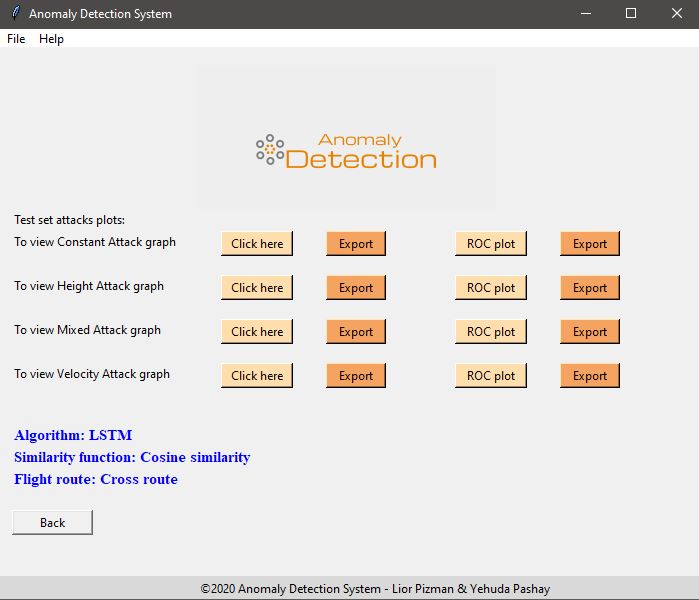 Anomaly Detection System
File Help
Anomaly
Detection
Test set attacks plots:
To view Constant Attack graph Click here Export ROC plot Export
To view Height Attack graph Click here Export ROC plot Export
To view Mixed Attack graph Click here Export ROC plot Export
To view Velocity Attack graph Click here Export ROC plot Export
Algorithm: LSTM
Similarity function: Cosine similarity
Flight route: Cross route
Back
©2020 Anomaly Detection System - Lior Pizman & Yehuda Pashay